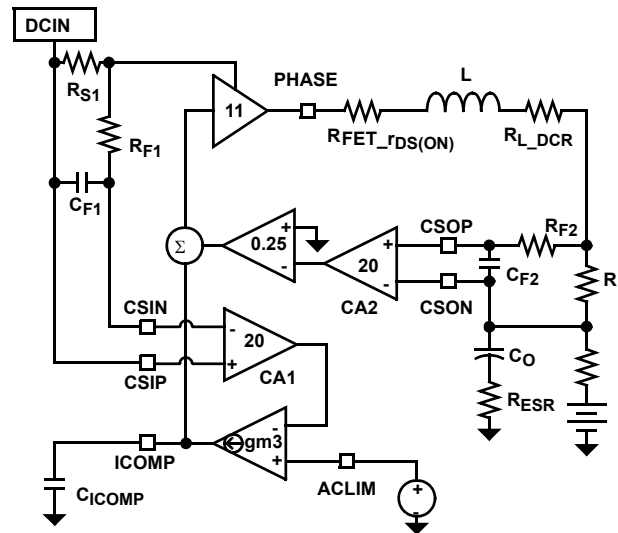 DCIN
RS1
RF1
CF1
11
PHASE
RFET_rDS(ON)
L
RL_DCR
Σ
0.25
+
-
20
+
-
CA2
CSOP
CSON
RF2
CF2
R
CO
RESR
CSIN
CSIP
-
+
20
CA1
ICOMP
CICOMP
gm3
-
+
ACLIM
+
-